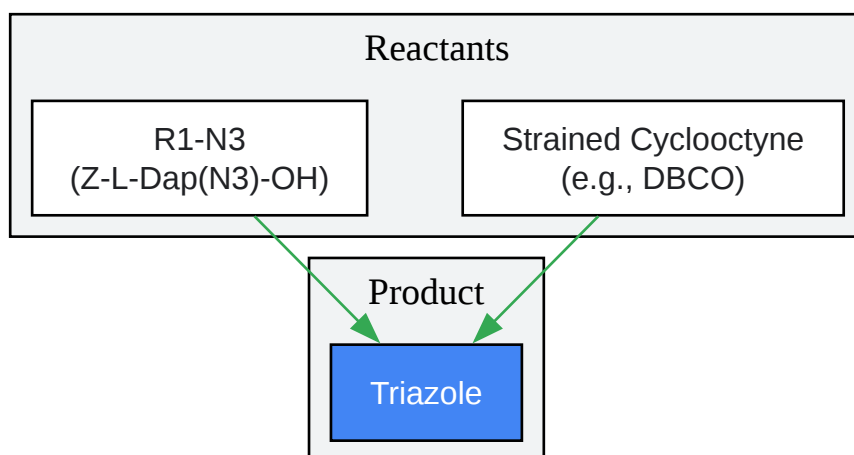 Reactants
R1-N3
(Z-L-Dap(N3)-OH)
Strained Cyclooctyne
(e.g., DBCO)
Product
Triazole